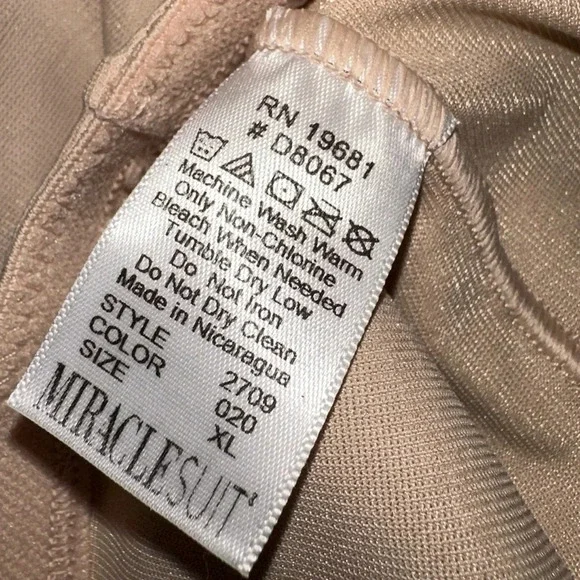 RN 19681
# D8067
Machine Wash Warm
Only Non-Chlorine
Bleach When Needed
Tumble Dry Low
Do Not Iron
Do Not Dry Clean
Made in Nicaragua
STYLE 2709
COLOR 020
SIZE XL
MIRACLESUIT